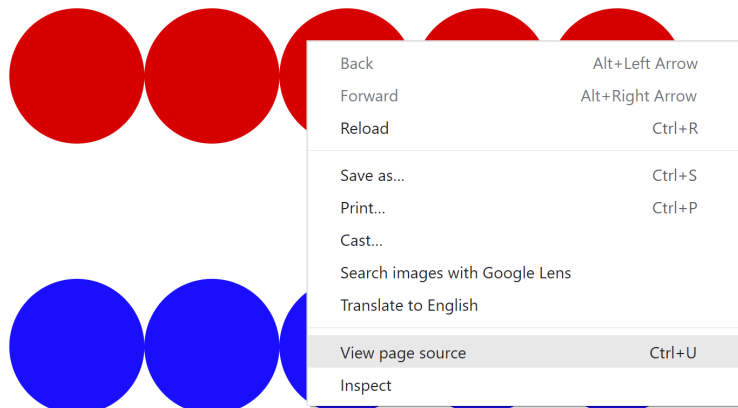 Back Alt+Left Arrow
Forward Alt+Right Arrow
Reload Ctrl+R
Save as... Ctrl+S
Print... Ctrl+P
Cast...
Search images with Google Lens
Translate to English
View page source Ctrl+U
Inspect